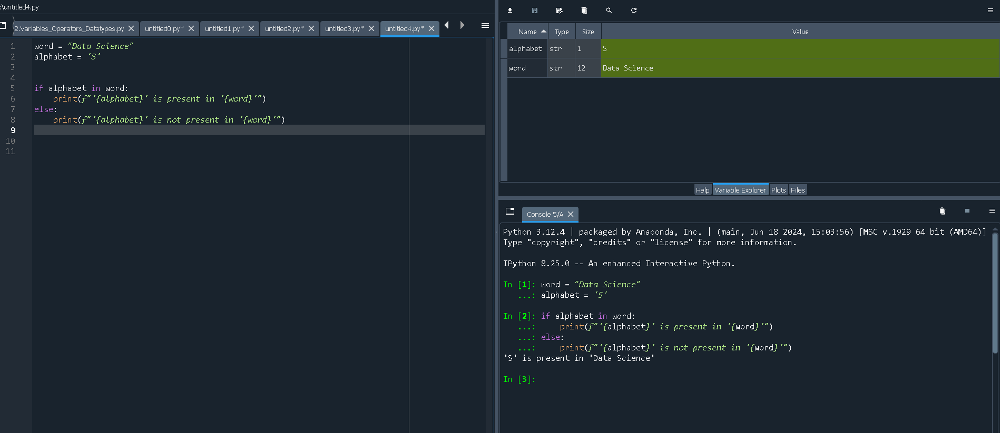 :\untitled4.py
2.Variables_Operators_Datatypes.py
untitled0.py*
untitled1.py*
untitled2.py*
untitled3.py*
untitled4.py*
1 word = "Data Science"
2 alphabet = 'S'
3
4
5 if alphabet in word:
6     print(f"'{alphabet}' is present in '{word}'")
7 else:
8     print(f"'{alphabet}' is not present in '{word}'")
9
10
11
Name Type Size Value
alphabet str 1 S
word str 12 Data Science
Help Variable Explorer Plots Files
Console 5/A
Python 3.12.4 | packaged by Anaconda, Inc. | (main, Jun 18 2024, 15:03:56) [MSC v.1929 64 bit (AMD64)]
Type "copyright", "credits" or "license" for more information.
IPython 8.25.0 -- An enhanced Interactive Python.
In [1]: word = "Data Science"
   ...: alphabet = 'S'
In [2]: if alphabet in word:
   ...:     print(f"'{alphabet}' is present in '{word}'")
   ...: else:
   ...:     print(f"'{alphabet}' is not present in '{word}'")
'S' is present in 'Data Science'
In [3]: